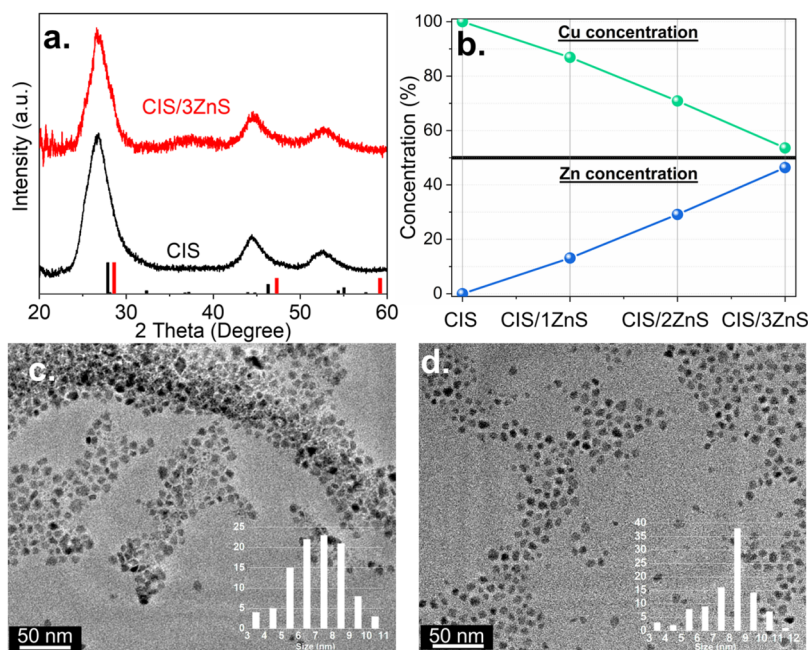 a.
Intensity (a.u.)
CIS/3ZnS
CIS
20 30 40 50 60
2 Theta (Degree)
b.
Cu concentration
Zn concentration
Concentration (%)
100
80
60
40
20
0
CIS CIS/1ZnS CIS/2ZnS CIS/3ZnS
c.
25
20
15
10
5
0
3 4 5 6 7 8 9 10 11
Size (nm)
50 nm
d.
40
35
30
25
20
15
10
5
0
3 4 5 6 7 8 9 10 11 12
Size (nm)
50 nm